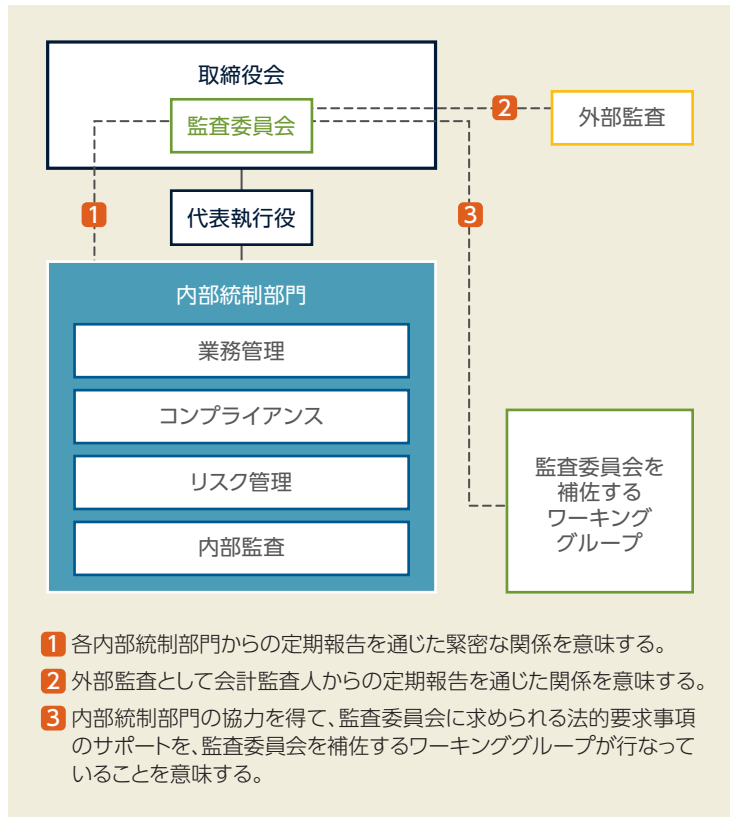 取締役会
監査委員会
2
外部監査
1
代表執行役
3
内部統制部門
業務管理
コンプライアンス
リスク管理
内部監査
監査委員会を
補佐する
ワーキング
グループ
1 各内部統制部門からの定期報告を通じた緊密な関係を意味する。
2 外部監査として会計監査人からの定期報告を通じた関係を意味する。
3 内部統制部門の協力を得て、監査委員会に求められる法的要求事項
のサポートを、監査委員会を補佐するワーキンググループが行なって
いることを意味する。